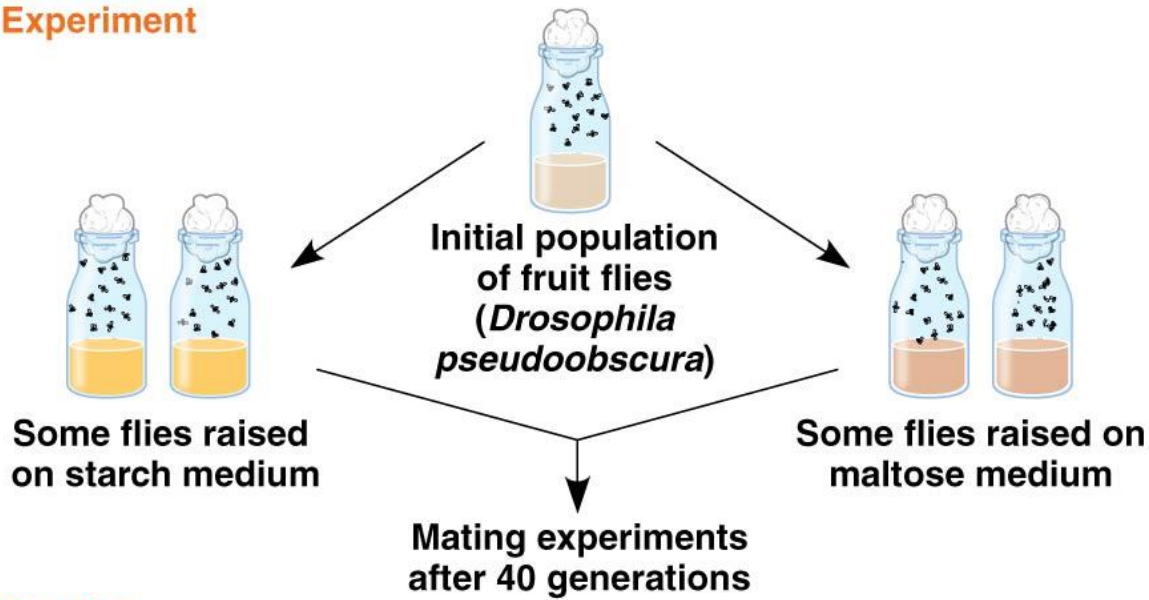 Experiment
Initial population
of fruit flies
(Drosophila
pseudoobscura)
Some flies raised
on starch medium
Some flies raised on
maltose medium
Mating experiments
after 40 generations